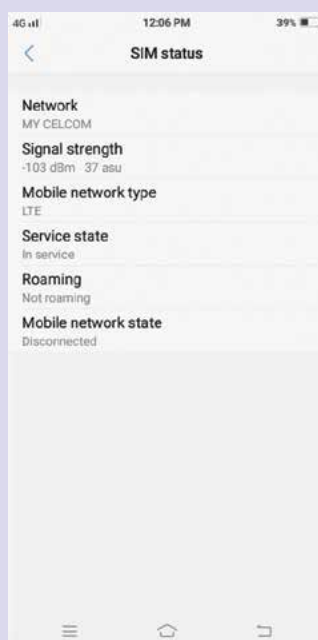 4G 12:06 PM 39%
SIM status
Network
MY CELCOM
Signal strength
-103 dBm 37 asu
Mobile network type
LTE
Service state
In service
Roaming
Not roaming
Mobile network state
Disconnected